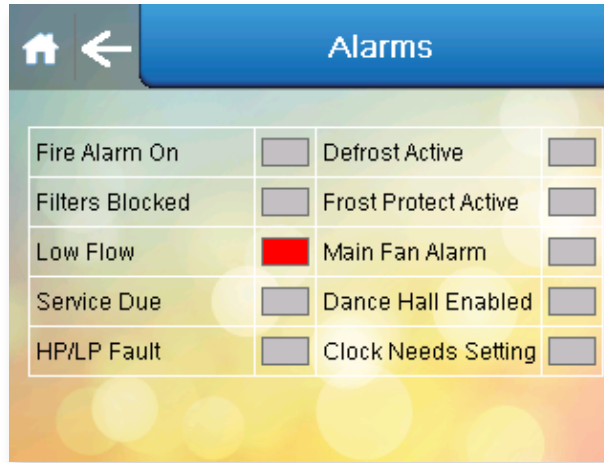 Alarms
Fire Alarm On
Defrost Active
Filters Blocked
Frost Protect Active
Low Flow
Main Fan Alarm
Service Due
Dance Hall Enabled
HP/LP Fault
Clock Needs Setting